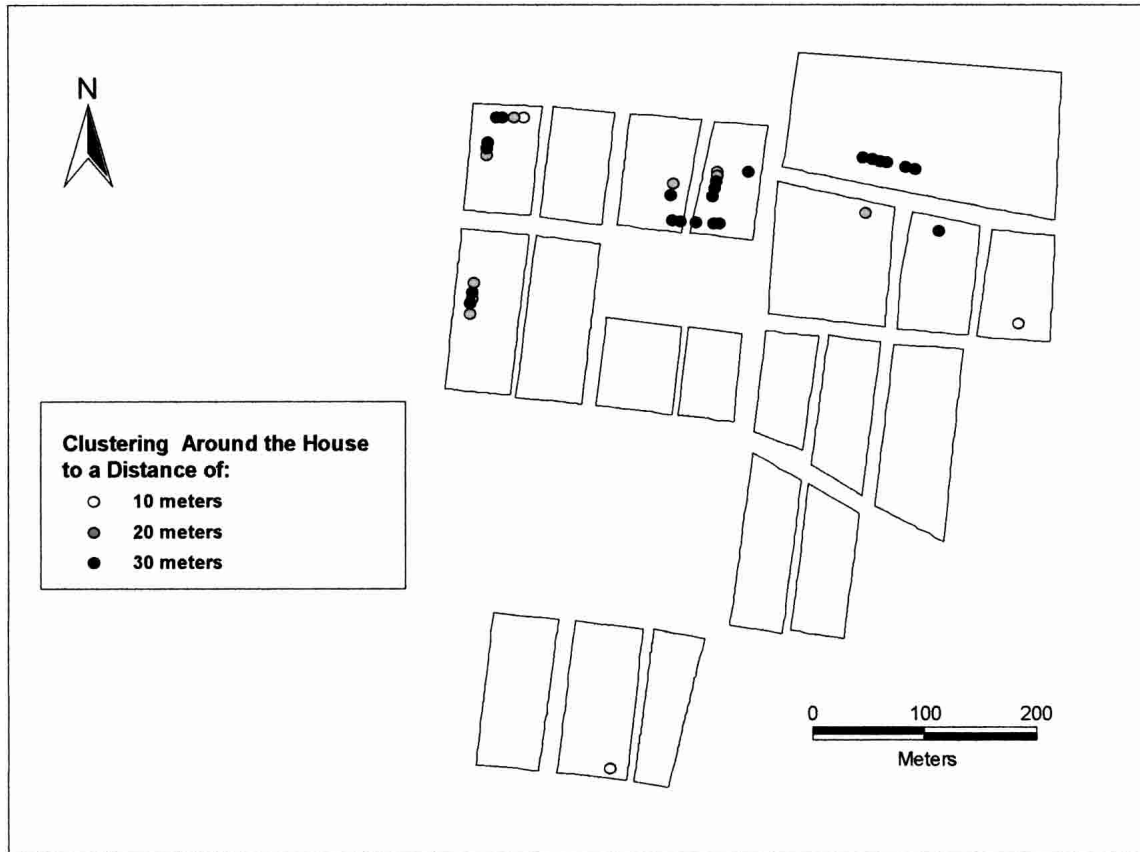 N
Clustering Around the House
to a Distance of:
10 meters
20 meters
30 meters
0 100 200
Meters